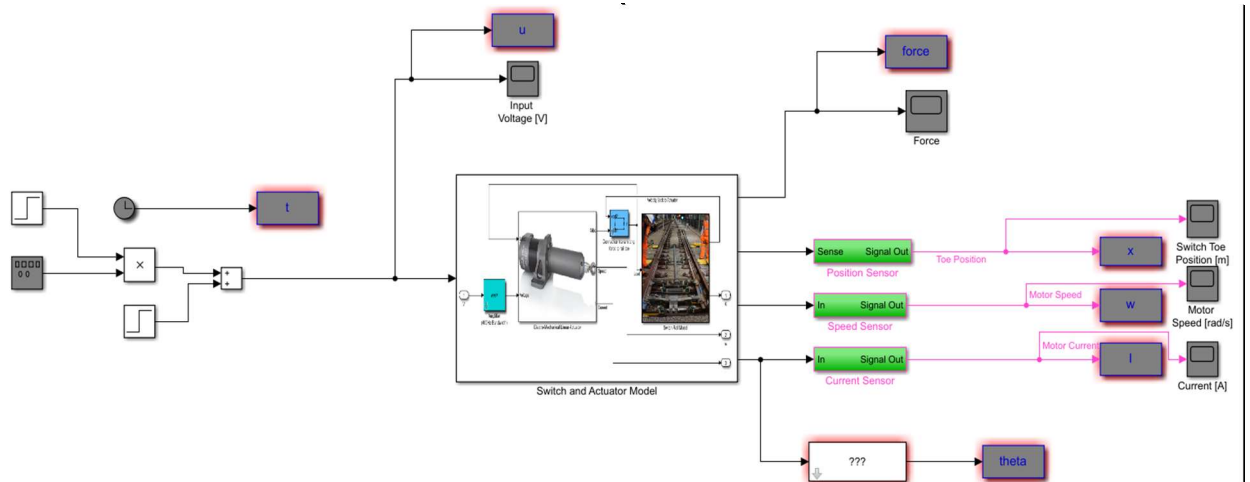 u
Input
Voltage [V]
force
Force
t
×
+
+
Switch and Actuator Model
Sense Signal Out
Position Sensor
Toe Position
x
Switch Toe
Position [m]
In Signal Out
Speed Sensor
Motor Speed
w
Motor
Speed [rad/s]
In Signal Out
Current Sensor
Motor Current
I
Current [A]
???
theta